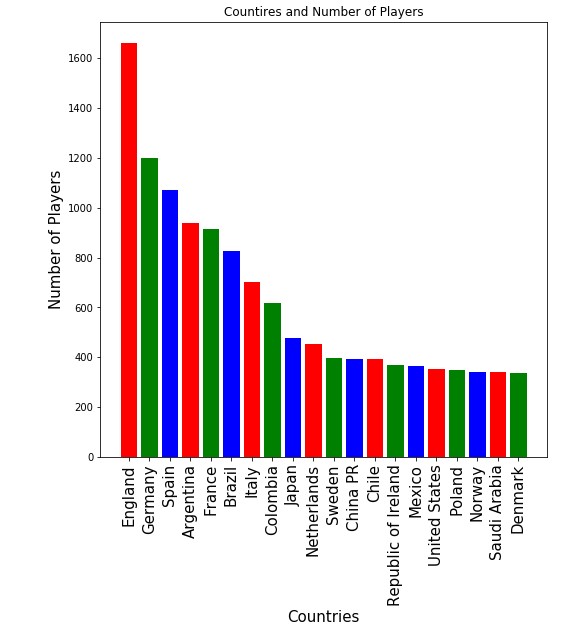 Countires and Number of Players
Number of Players
1600
1400
1200
1000
800
600
400
200
0
England
Germany
Spain
Argentina
France
Brazil
Italy
Colombia
Japan
Netherlands
Sweden
China PR
Chile
Republic of Ireland
Mexico
United States
Poland
Norway
Saudi Arabia
Denmark
Countries